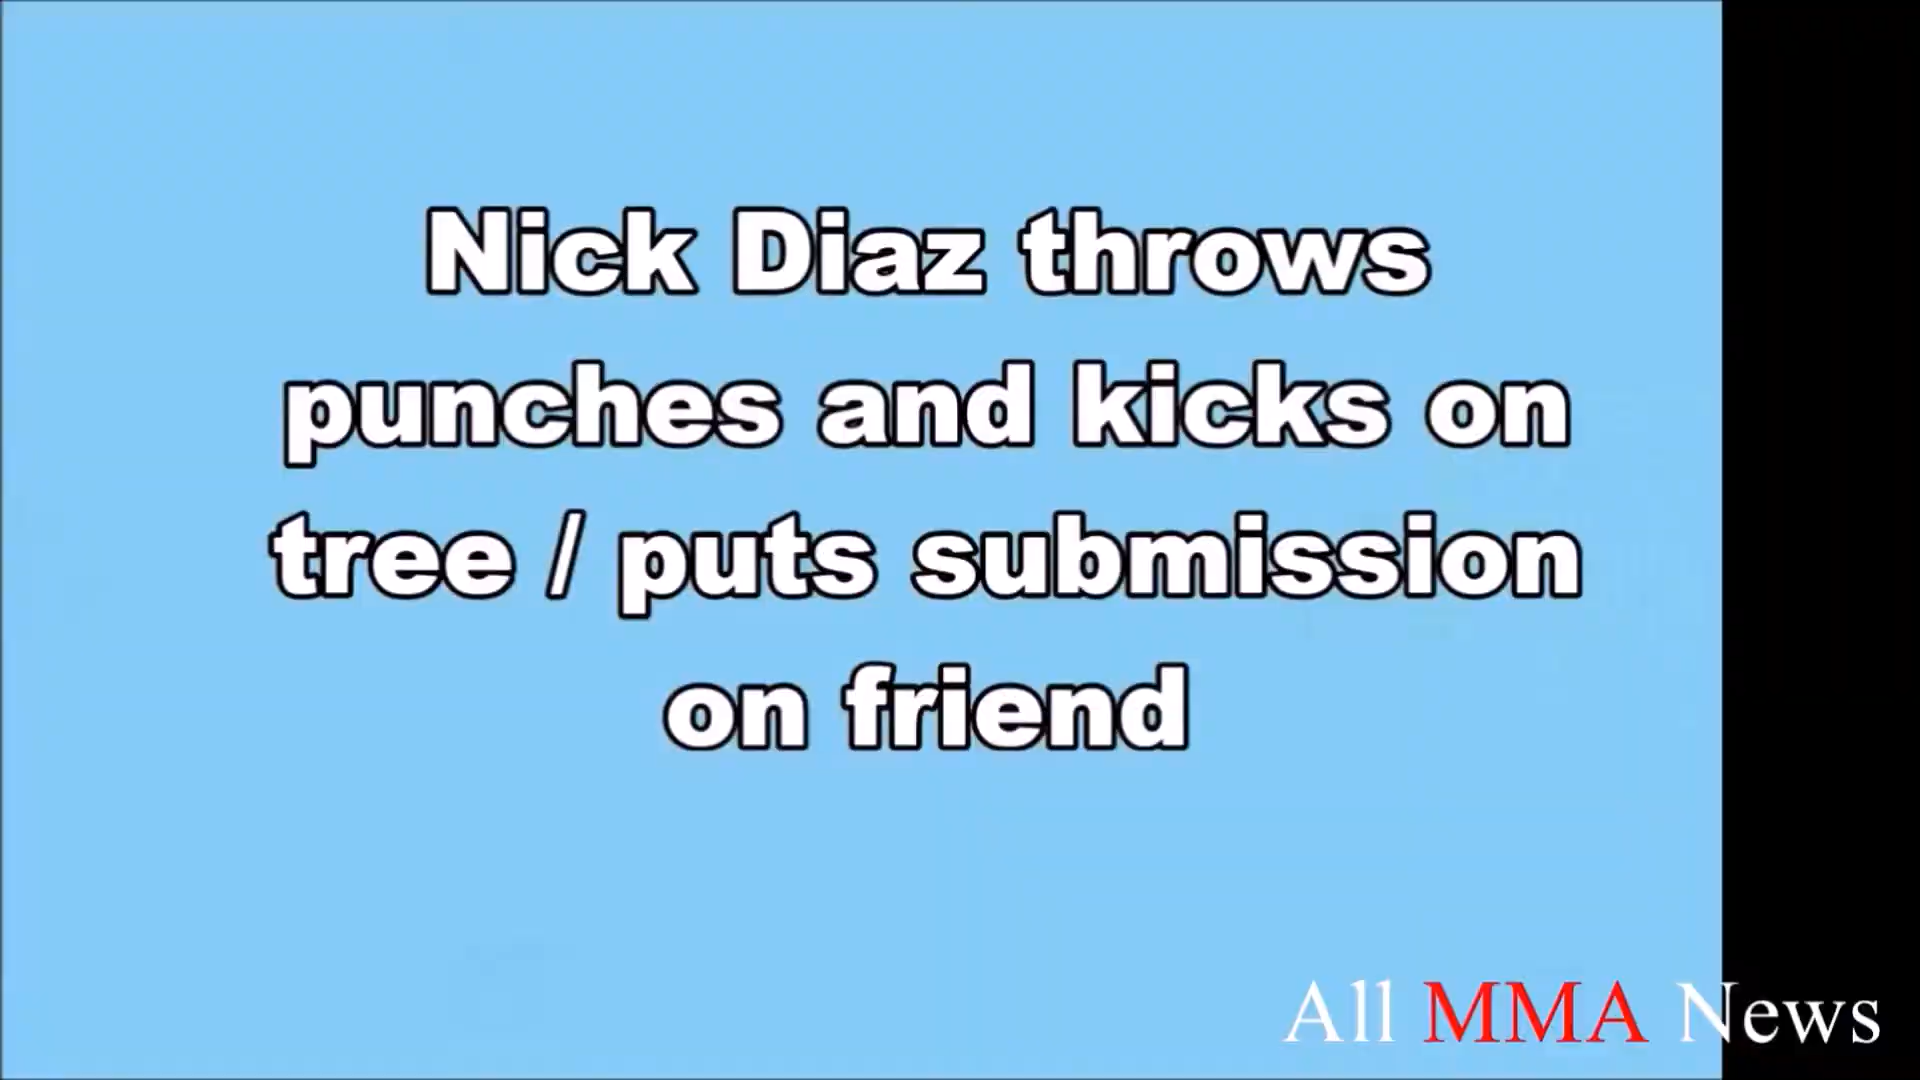 Nick Diaz throws
punches and kicks on
tree / puts submission
on friend
All MMA News